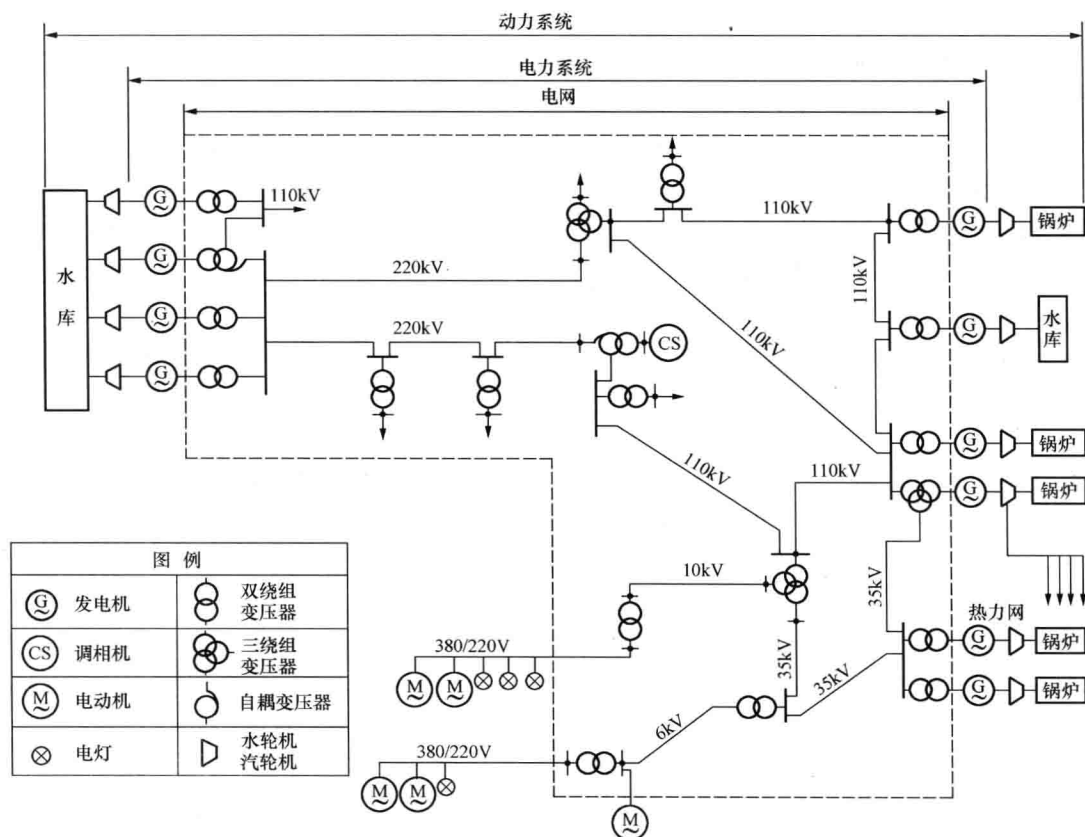 动力系统
电力系统
电网
水
库
G
G
G
G
110kV
220kV
220kV
CS
110kV
110kV
110kV
110kV
110kV
G
锅炉
G
水
库
G
锅炉
G
锅炉
35kV
热力网
G
锅炉
G
锅炉
10kV
35kV
35kV
6kV
380/220V
M
M
380/220V
M
M
M
图 例
G
发电机
双绕组
变压器
CS
调相机
三绕组
变压器
M
电动机
自耦变压器
电灯
水轮机
汽轮机